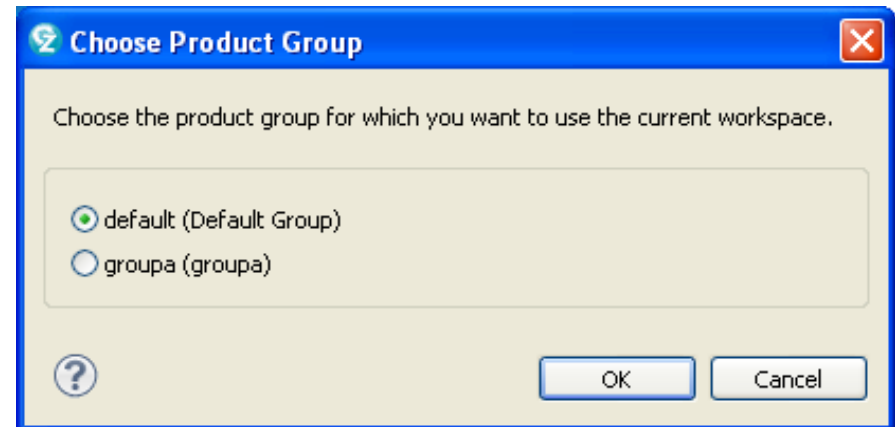 Choose Product Group
Choose the product group for which you want to use the current workspace.
default (Default Group)
groupa (groupa)
?
OK
Cancel